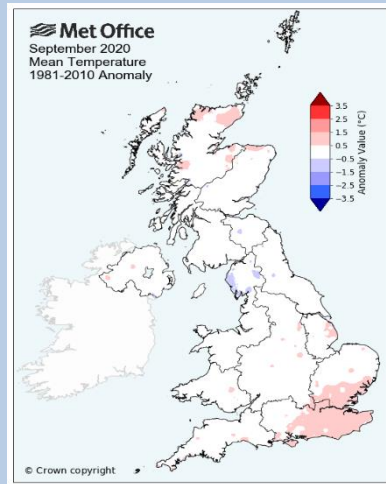 Met Office
September 2020
Mean Temperature
1981-2010 Anomaly
3.5
2.5
1.5
0.5
−0.5
−1.5
−2.5
−3.5
Anomaly Value (°C)
© Crown copyright